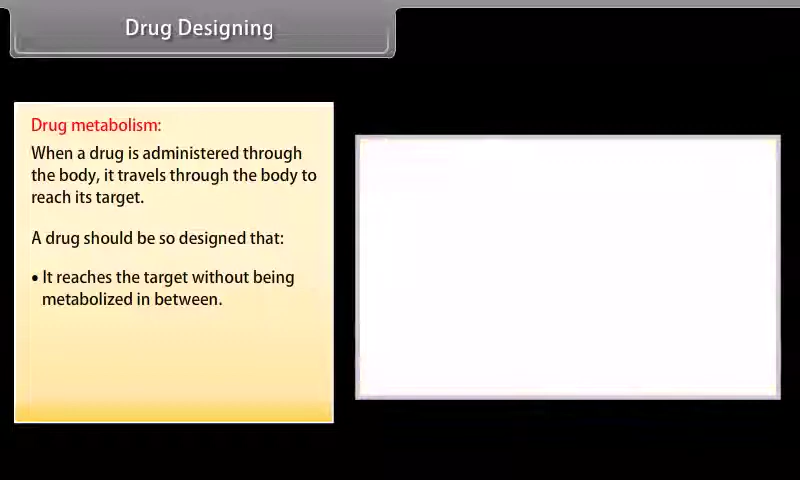 Drug Designing
Drug metabolism:
When a drug is administered through
the body, it travels through the body to
reach its target.
A drug should be so designed that:
• It reaches the target without being
metabolized in between.